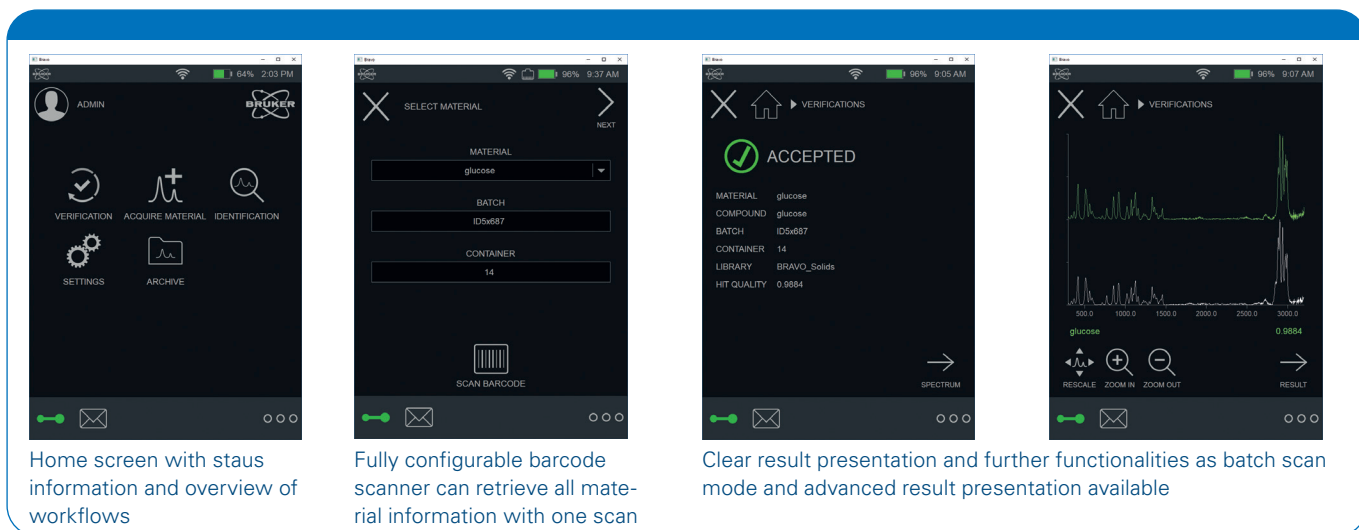 Bravo
BRUKER
64% 2:03 PM
ADMIN
BRUKER
VERIFICATION
ACQUIRE MATERIAL
IDENTIFICATION
SETTINGS
ARCHIVE
Home screen with staus
information and overview of
workflows
Bravo
BRUKER
96% 9:37 AM
SELECT MATERIAL
NEXT
MATERIAL
glucose
BATCH
ID5x687
CONTAINER
14
SCAN BARCODE
Fully configurable barcode
scanner can retrieve all mate-
rial information with one scan
Bravo
BRUKER
96% 9:05 AM
VERIFICATIONS
ACCEPTED
MATERIAL glucose
COMPOUND glucose
BATCH ID5x687
CONTAINER 14
LIBRARY BRAVO_Solids
HIT QUALITY 0.9884
SPECTRUM
Bravo
BRUKER
96% 9:07 AM
VERIFICATIONS
500.0 1000.0 1500.0 2000.0 2500.0 3000.0
glucose 0.9884
RESCALE ZOOM IN ZOOM OUT RESULT
Clear result presentation and further functionalities as batch scan
mode and advanced result presentation available